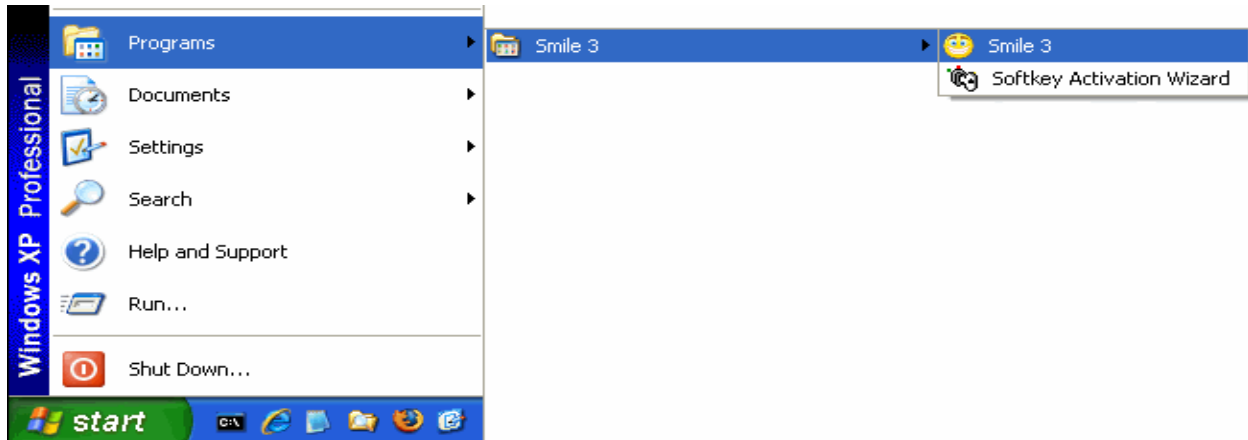 Windows XP Professional
Programs
Documents
Settings
Search
Help and Support
Run...
Shut Down...
Smile 3
Smile 3
Softkey Activation Wizard
start
C:\